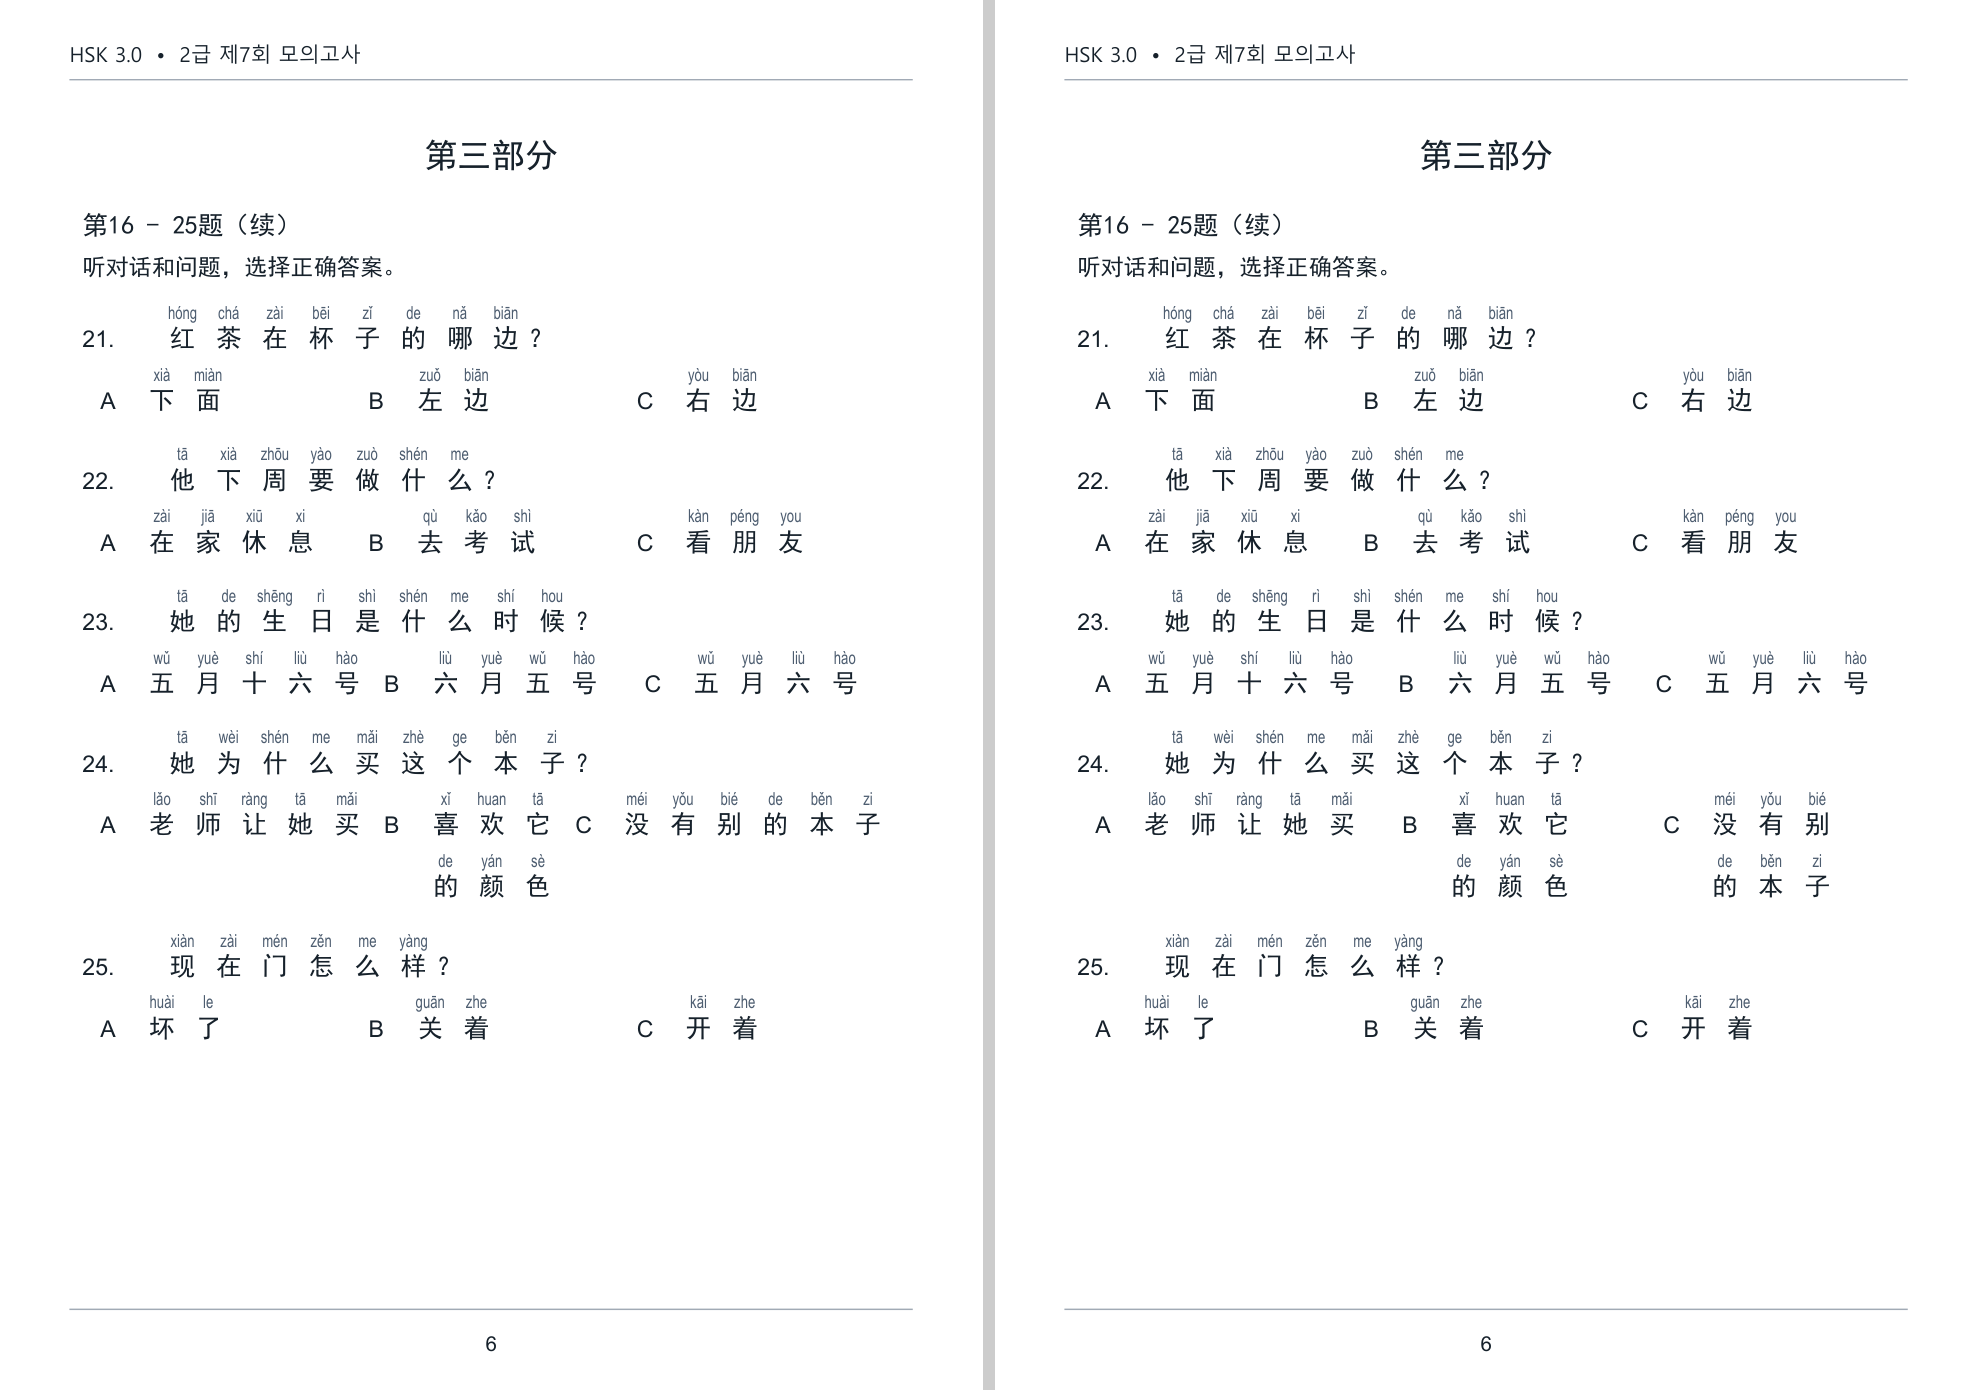 HSK 3.0 • 2급 제7회 모의고사
第三部分
第16 － 25题（续）
听对话和问题，选择正确答案。
hóng chá zài bēi zǐ de nǎ biān
21. 红茶在杯子的哪边？
xià miàn zuǒ biān yòu biān
A 下面 B 左边 C 右边
tā xià zhōu yào zuò shén me
22. 他下周要做什么？
zài jiā xiū xi qù kǎo shì kàn péng you
A 在家休息 B 去考试 C 看朋友
tā de shēng rì shì shén me shí hou
23. 她的生日是什么时候？
wǔ yuè shí liù hào liù yuè wǔ hào wǔ yuè liù hào
A 五月十六号 B 六月五号 C 五月六号
tā wèi shén me mǎi zhè ge běn zi
24. 她为什么买这个本子？
lǎo shī ràng tā mǎi xǐ huan tā méi yǒu bié de běn zi
A 老师让她买 B 喜欢它 C 没有别的本子
de yán sè
的颜色
xiàn zài mén zěn me yàng
25. 现在门怎么样？
huài le guān zhe kāi zhe
A 坏了 B 关着 C 开着
6
HSK 3.0 • 2급 제7회 모의고사
第三部分
第16 － 25题（续）
听对话和问题，选择正确答案。
hóng chá zài bēi zǐ de nǎ biān
21. 红茶在杯子的哪边？
xià miàn zuǒ biān yòu biān
A 下面 B 左边 C 右边
tā xià zhōu yào zuò shén me
22. 他下周要做什么？
zài jiā xiū xi qù kǎo shì kàn péng you
A 在家休息 B 去考试 C 看朋友
tā de shēng rì shì shén me shí hou
23. 她的生日是什么时候？
wǔ yuè shí liù hào liù yuè wǔ hào wǔ yuè liù hào
A 五月十六号 B 六月五号 C 五月六号
tā wèi shén me mǎi zhè ge běn zi
24. 她为什么买这个本子？
lǎo shī ràng tā mǎi xǐ huan tā méi yǒu bié
A 老师让她买 B 喜欢它 C 没有别
de yán sè de běn zi
的颜色 的本子
xiàn zài mén zěn me yàng
25. 现在门怎么样？
huài le guān zhe kāi zhe
A 坏了 B 关着 C 开着
6